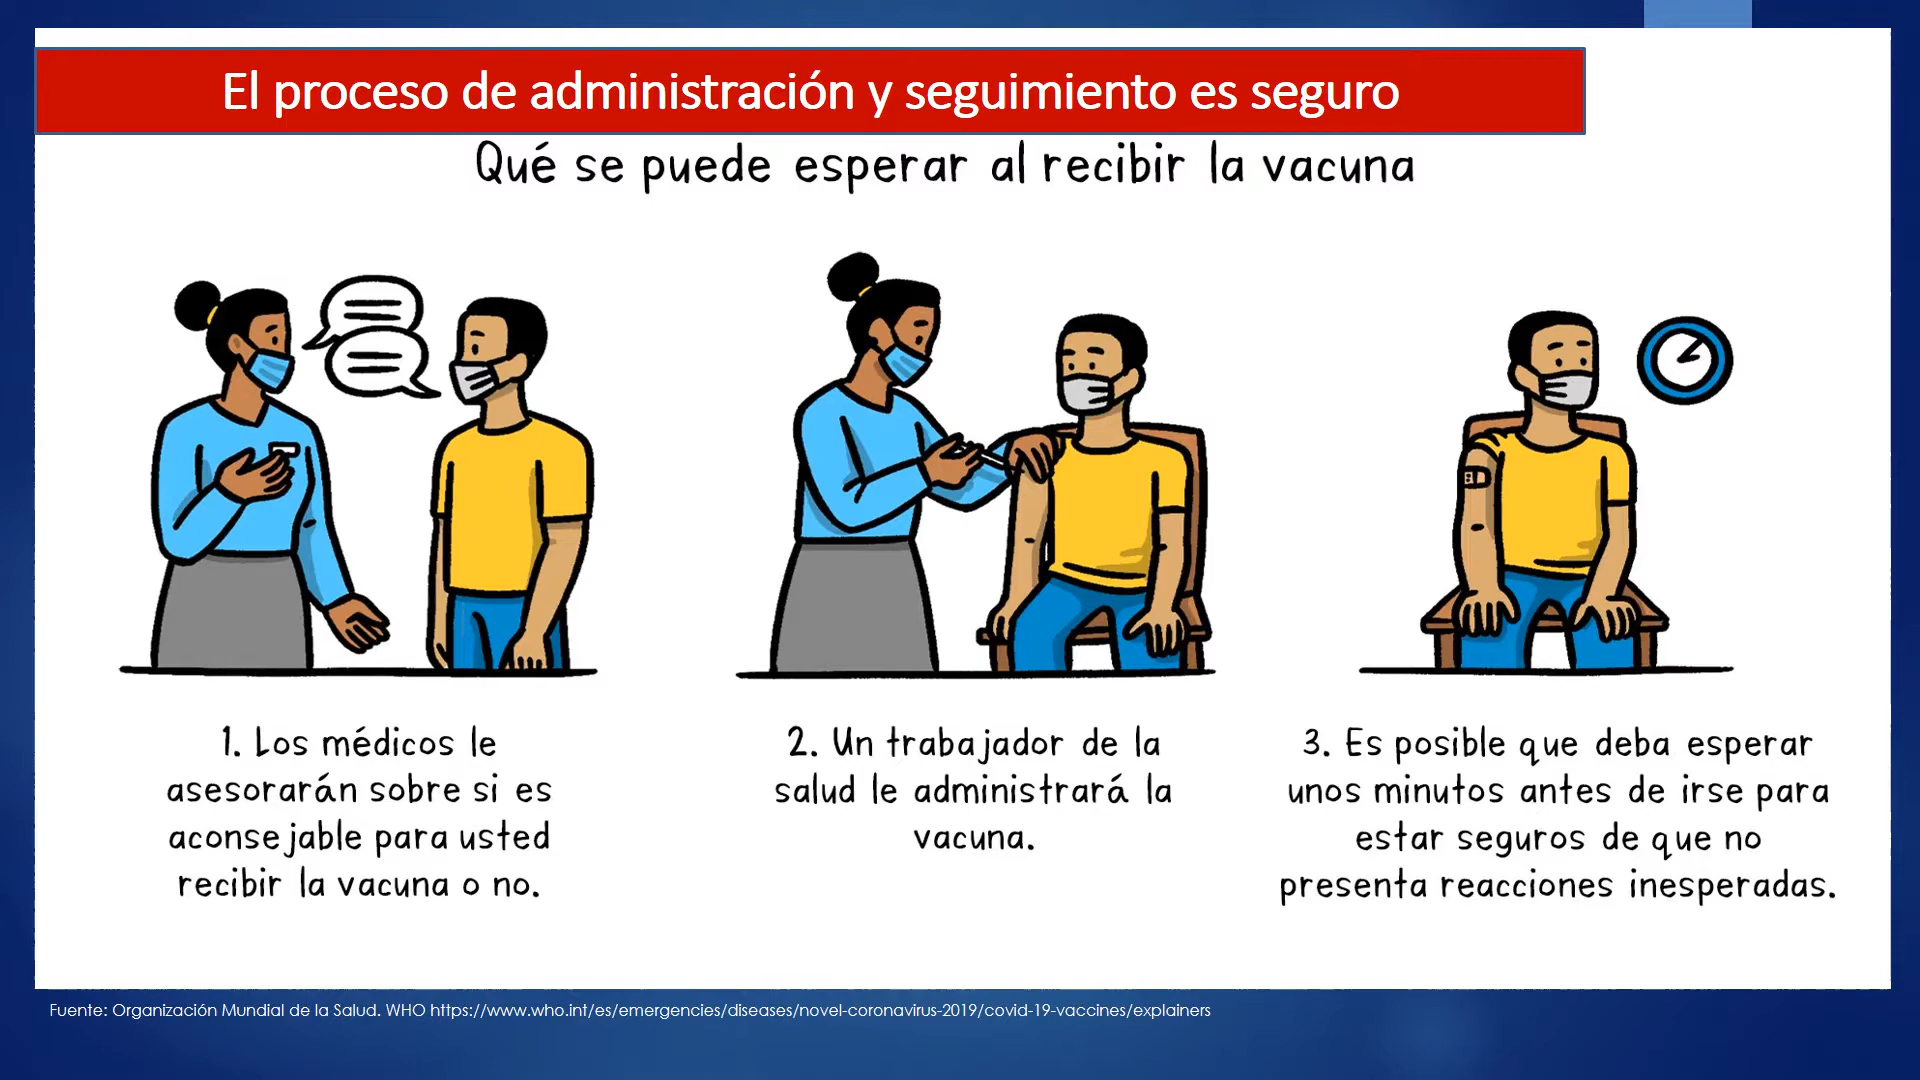 El proceso de administración y seguimiento es seguro
Qué se puede esperar al recibir la vacuna
1. Los médicos le
asesorarán sobre si es
aconsejable para usted
recibir la vacuna o no.
2. Un trabajador de la
salud le administrará la
vacuna.
3. Es posible que deba esperar
unos minutos antes de irse para
estar seguros de que no
presenta reacciones inesperadas.
Fuente: Organización Mundial de la Salud. WHO https://www.who.int/es/emergencies/diseases/novel-coronavirus-2019/covid-19-vaccines/explainers